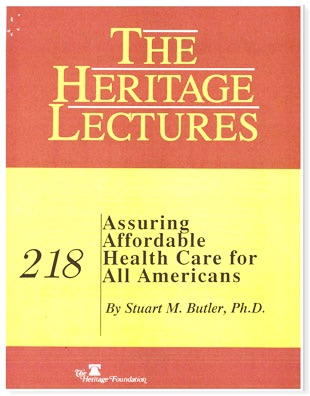 THE
HERITAGE
LECTURES
218
Assuring
Affordable
Health Care for
All Americans
By Stuart M. Butler, Ph.D.
The
Heritage Foundation